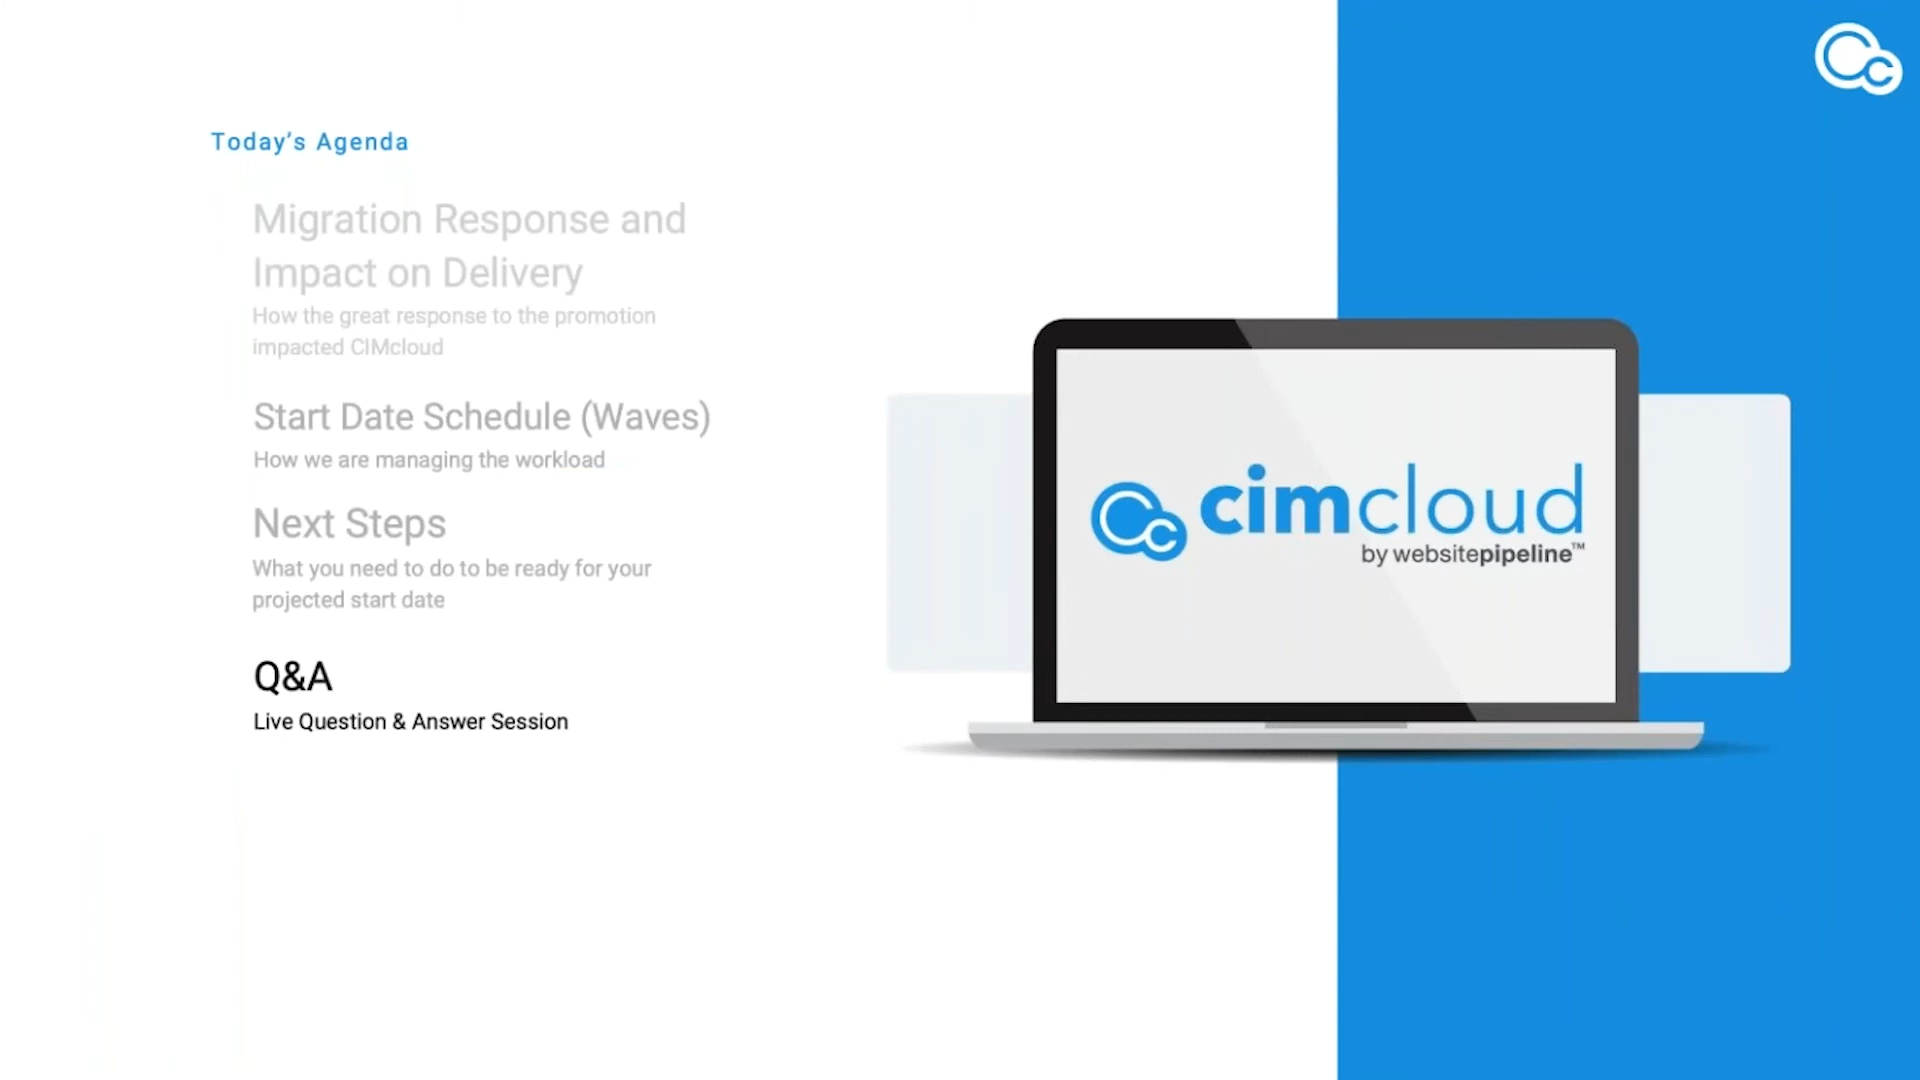 Today’s Agenda
Migration Response and
Impact on Delivery
How the great response to the promotion
impacted CIMcloud
Start Date Schedule (Waves)
How we are managing the workload
Next Steps
What you need to do to be ready for your
projected start date
Q&A
Live Question & Answer Session
cimcloud
by websitepipeline™